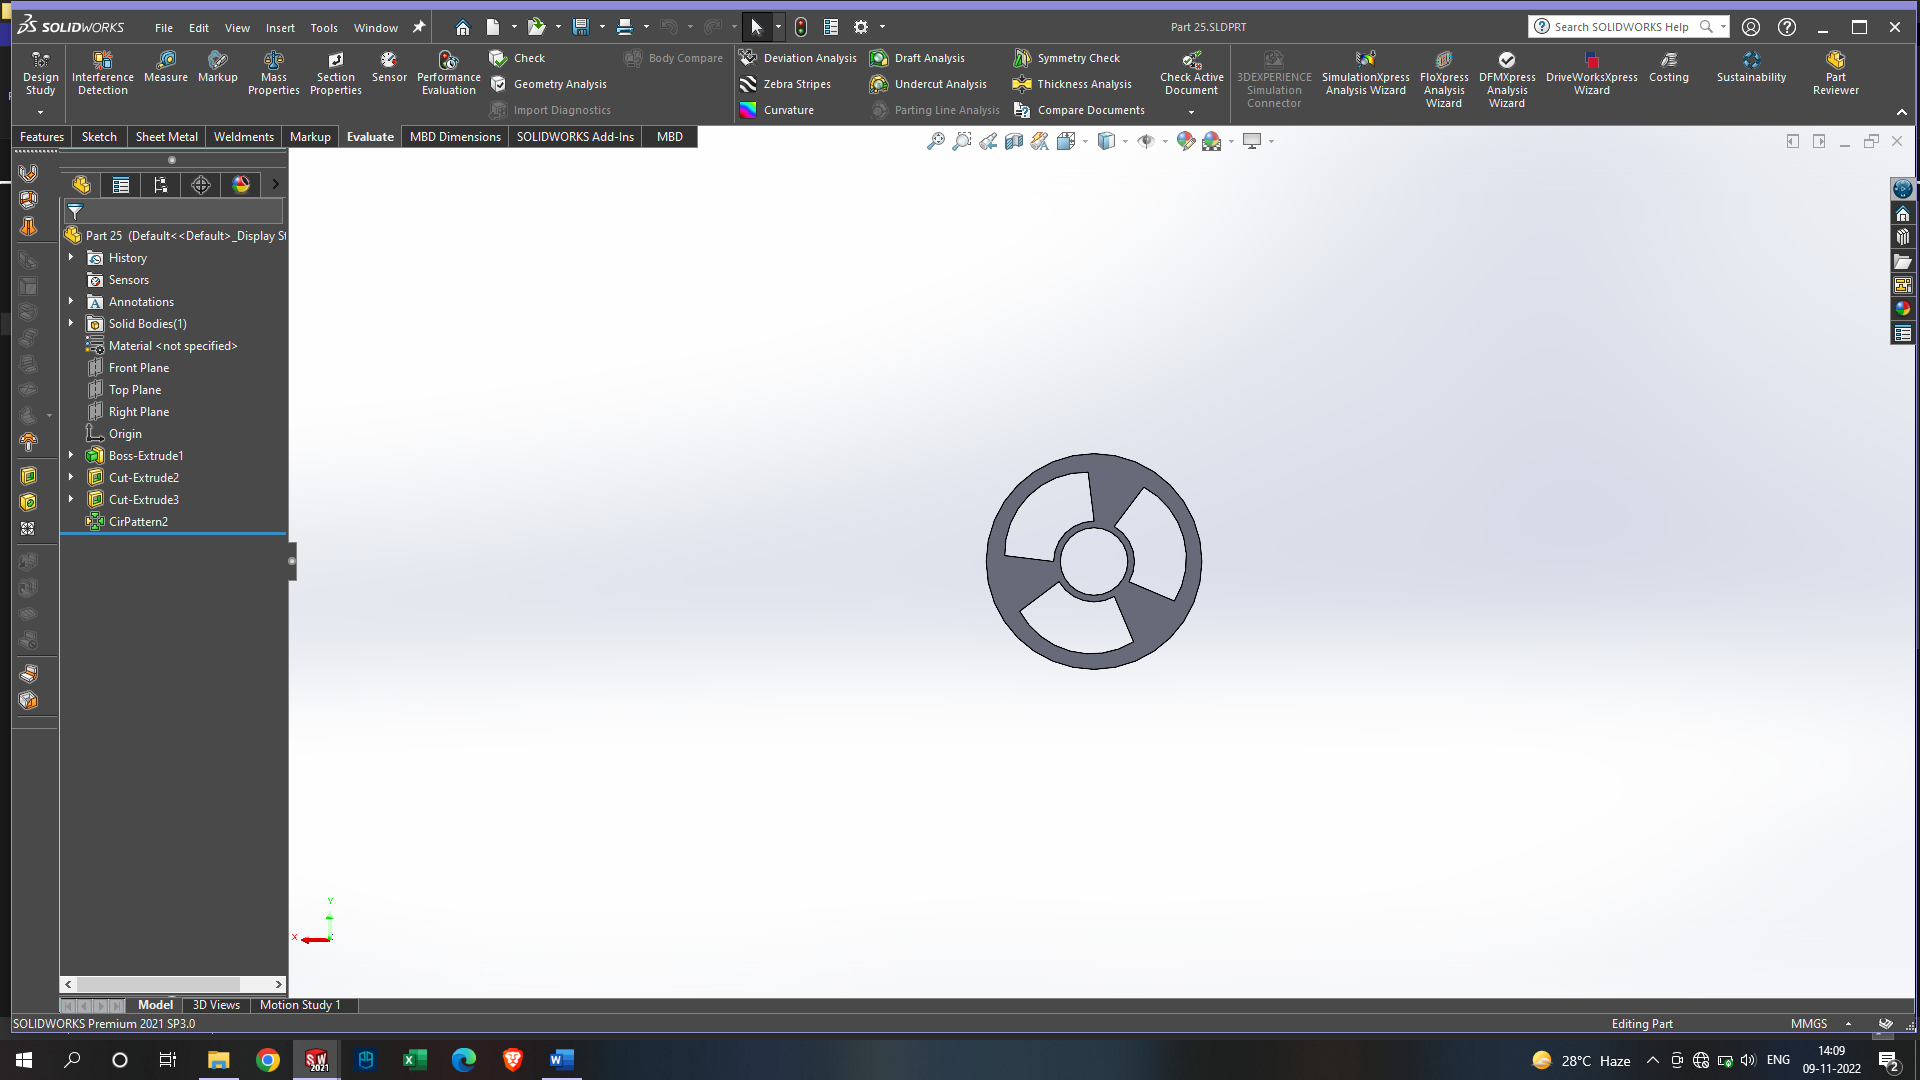 SOLIDWORKS File Edit View Insert Tools Window Part 25.SLDPRT Search SOLIDWORKS Help
Design Study
Interference Detection
Measure
Markup
Mass Properties
Section Properties
Sensor
Performance Evaluation
Check
Geometry Analysis
Import Diagnostics
Body Compare
Deviation Analysis
Zebra Stripes
Curvature
Draft Analysis
Undercut Analysis
Parting Line Analysis
Symmetry Check
Thickness Analysis
Compare Documents
Check Active Document
3DEXPERIENCE Simulation Connector
SimulationXpress Analysis Wizard
FloXpress Analysis Wizard
DFMXpress Analysis Wizard
DriveWorksXpress Wizard
Costing
Sustainability
Part Reviewer
Features Sketch Sheet Metal Weldments Markup Evaluate MBD Dimensions SOLIDWORKS Add-Ins MBD
Part 25 (Default<<Default>_Display St
History
Sensors
Annotations
Solid Bodies(1)
Material <not specified>
Front Plane
Top Plane
Right Plane
Origin
Boss-Extrude1
Cut-Extrude2
Cut-Extrude3
CirPattern2
Y
X
Model 3D Views Motion Study 1
SOLIDWORKS Premium 2021 SP3.0 Editing Part MMGS
28°C Haze ENG 14:09
09-11-2022
2